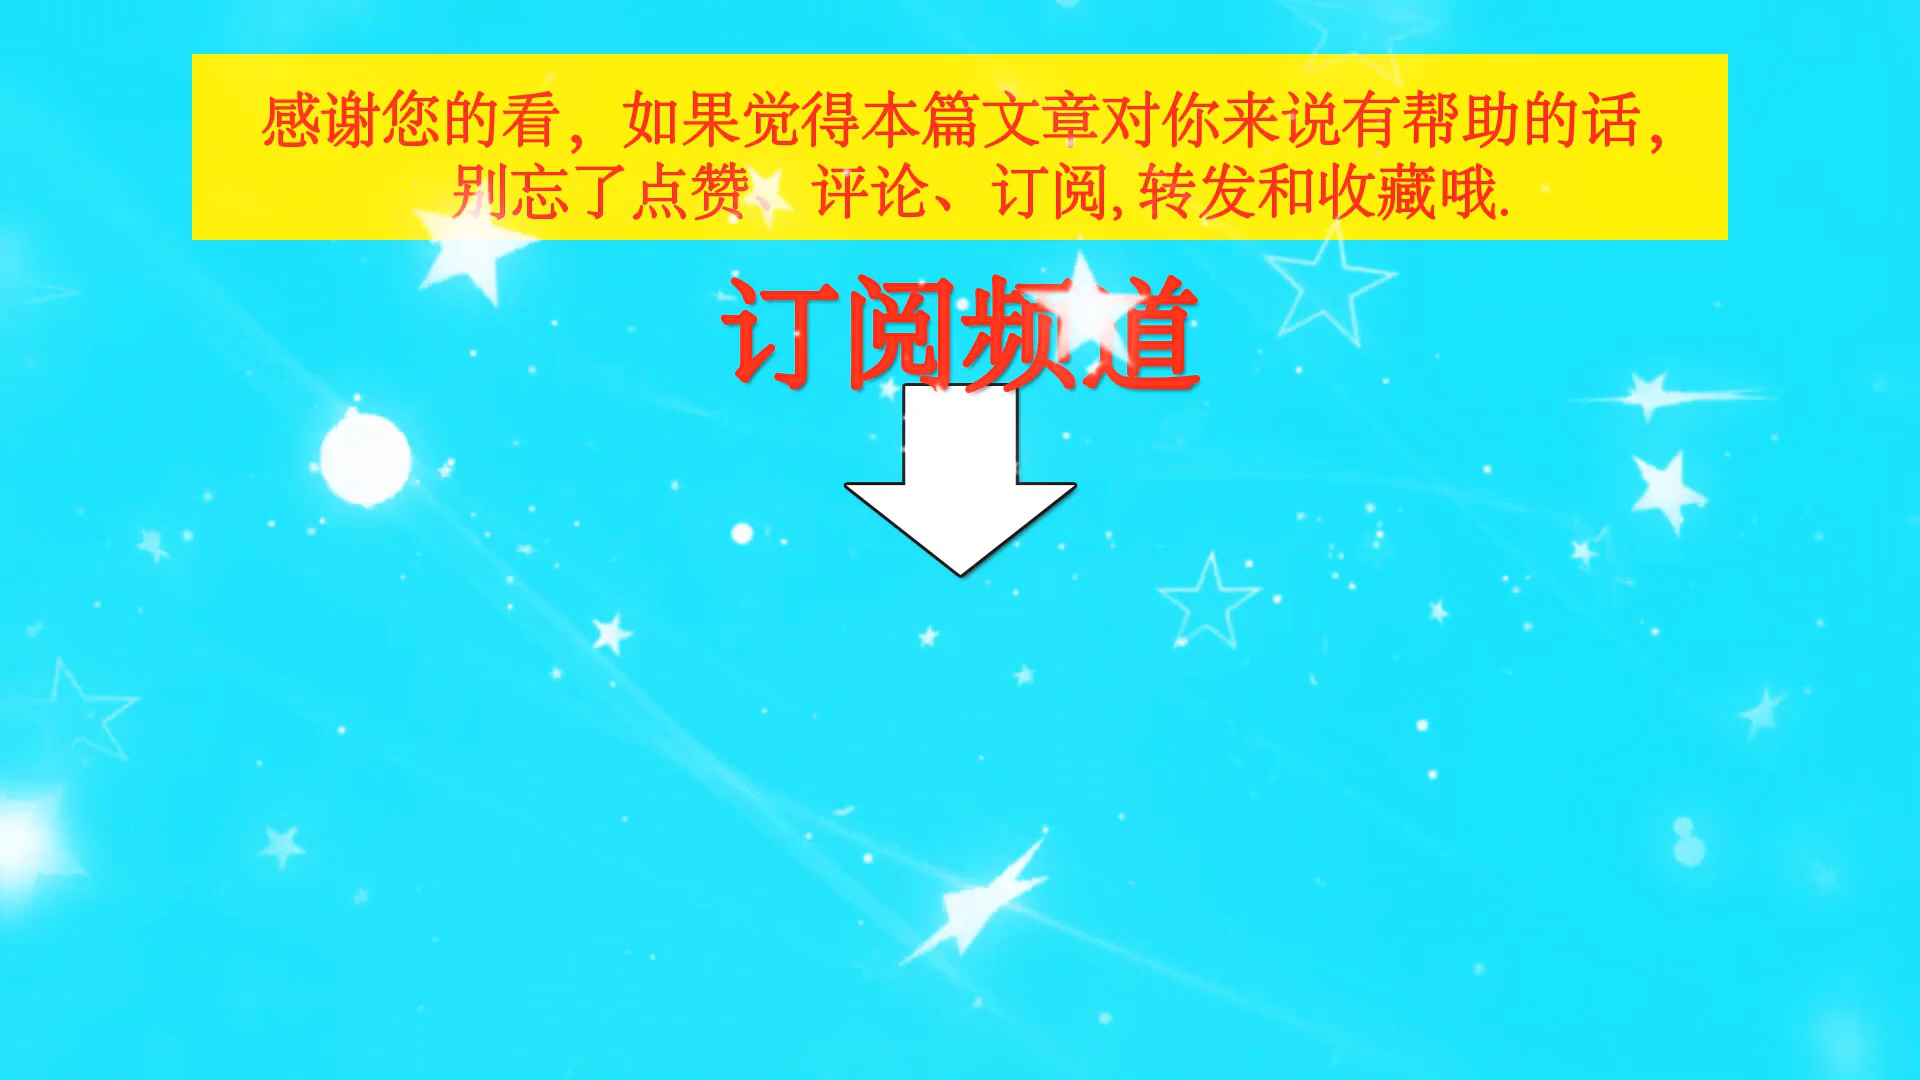 感谢您的看，如果觉得本篇文章对你来说有帮助的话，
别忘了点赞、评论、订阅,转发和收藏哦.
订阅频道